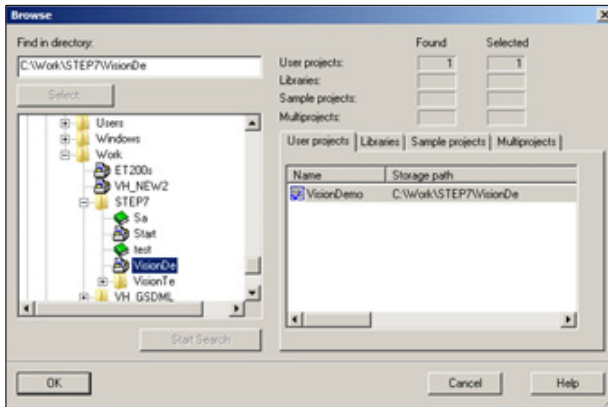 Browse
Find in directory:
C:\Work\STEP7\VisionDe
Select
Users
Windows
Work
ET200s
VH_NEW2
STEP7
Sa
Start
test
VisionDe
VisionTe
VH_GSDML
Start Search
Found Selected
User projects: 1 1
Libraries:
Sample projects:
Multiprojects:
User projects Libraries Sample projects Multiprojects
Name Storage path
VisionDemo C:\Work\STEP7\VisionDe
OK
Cancel
Help